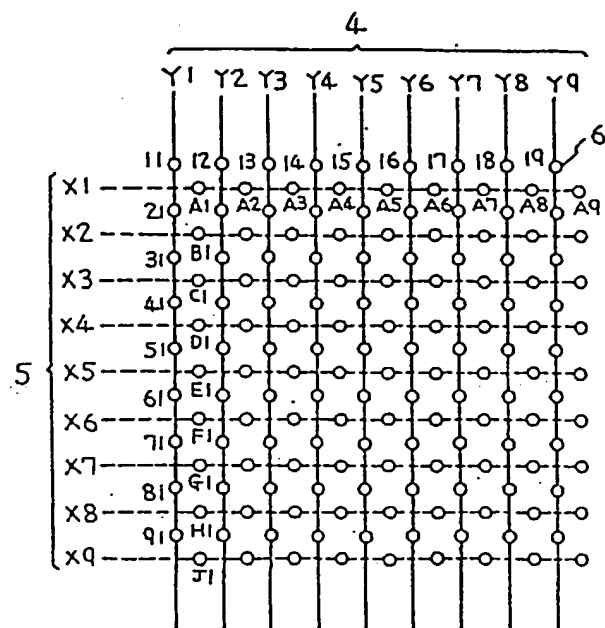 4
Y1 Y2 Y3 Y4 Y5 Y6 Y7 Y8 Y9
6
11 12 13 14 15 16 17 18 19
X1
21 A1 A2 A3 A4 A5 A6 A7 A8 A9
X2
31 B1
X3
41 C1
X4
51 D1
5 X5
61 E1
X6
71 F1
X7
81 G1
X8
91 H1
X9
J1